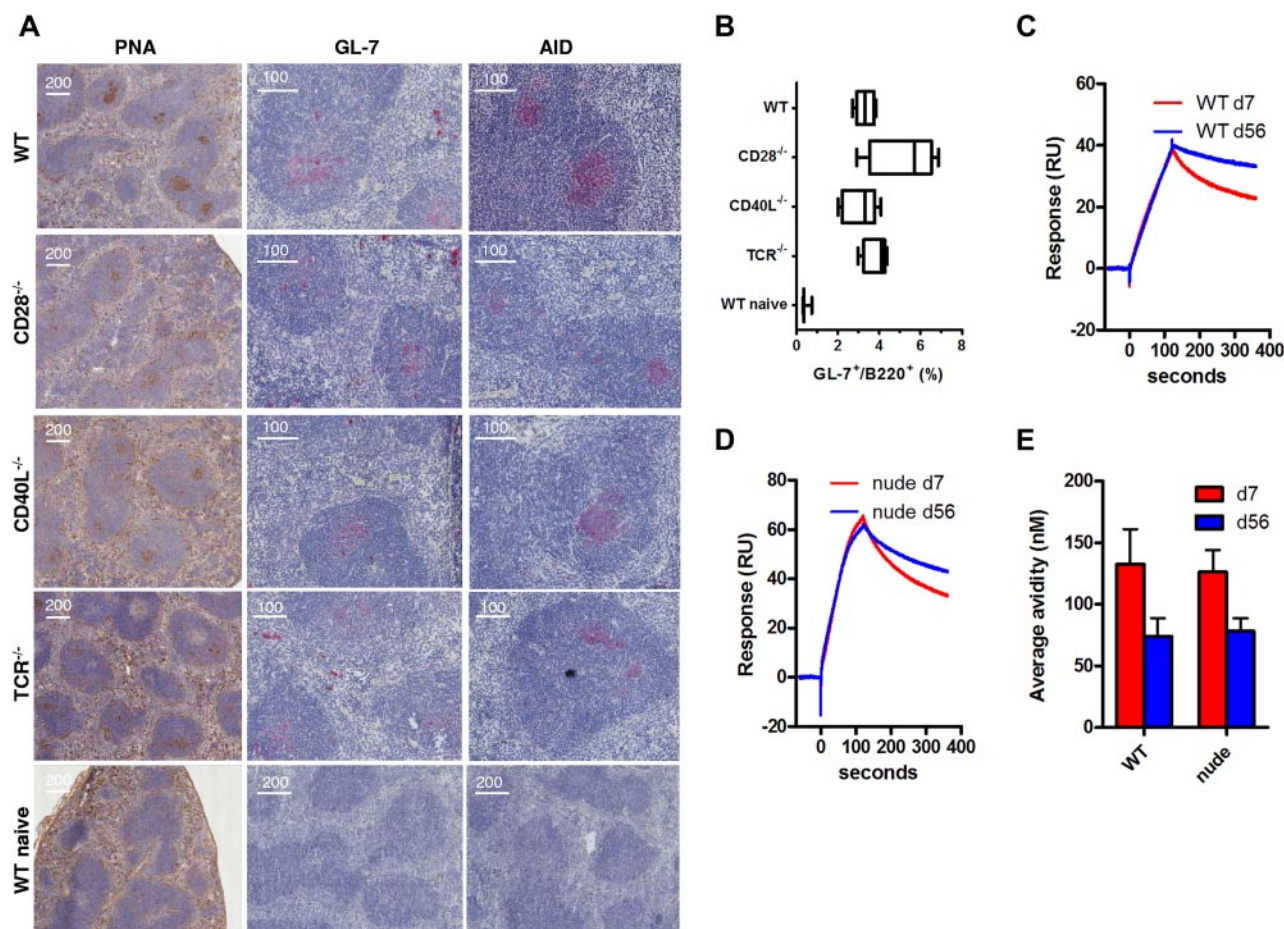 A
PNA GL-7 AID
WT
200 100 100
CD28-/-
200 100 100
CD40L-/-
200 100 100
TCR-/-
200 100 100
WT naive
200 200 200
B
WT
CD28-/-
CD40L-/-
TCR-/-
WT naive
0 2 4 6 8
GL-7+/B220+ (%)
C
60
40
20
0
-20
Response (RU)
WT d7
WT d56
0 100 200 300 400
seconds
D
80
60
40
20
0
-20
Response (RU)
nude d7
nude d56
0 100 200 300 400
seconds
E
200
150
100
50
0
Average avidity (nM)
d7
d56
WT nude